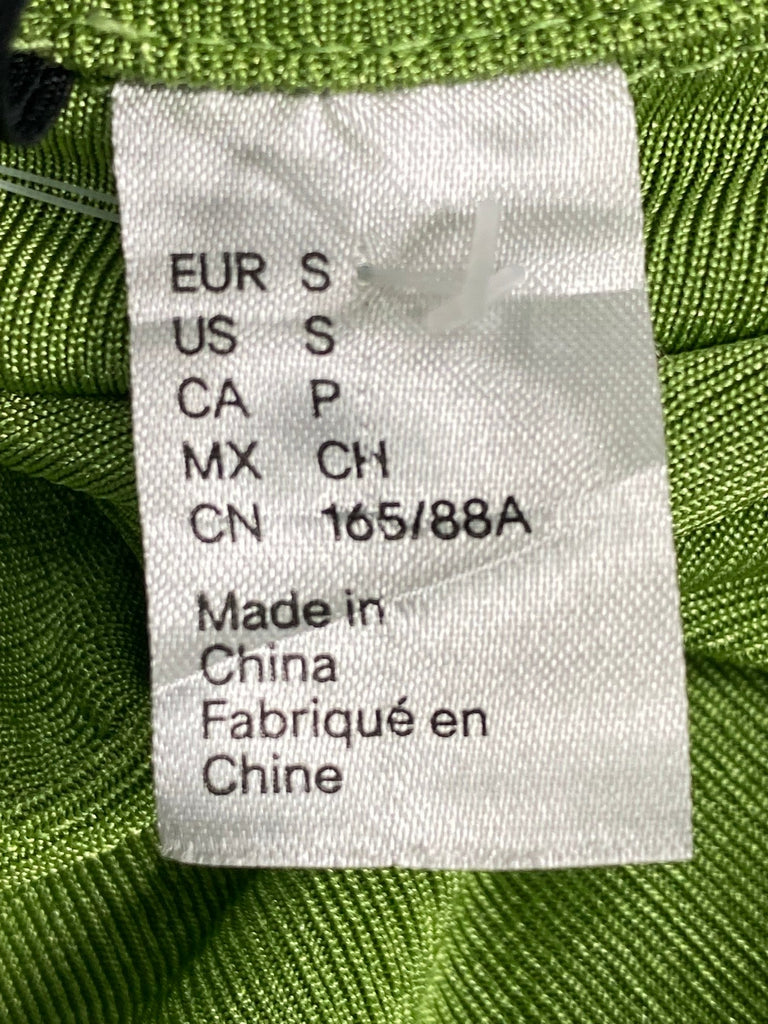 EUR S
US S
CA P
MX CH
CN 165/88A
Made in
China
Fabriqué en
Chine